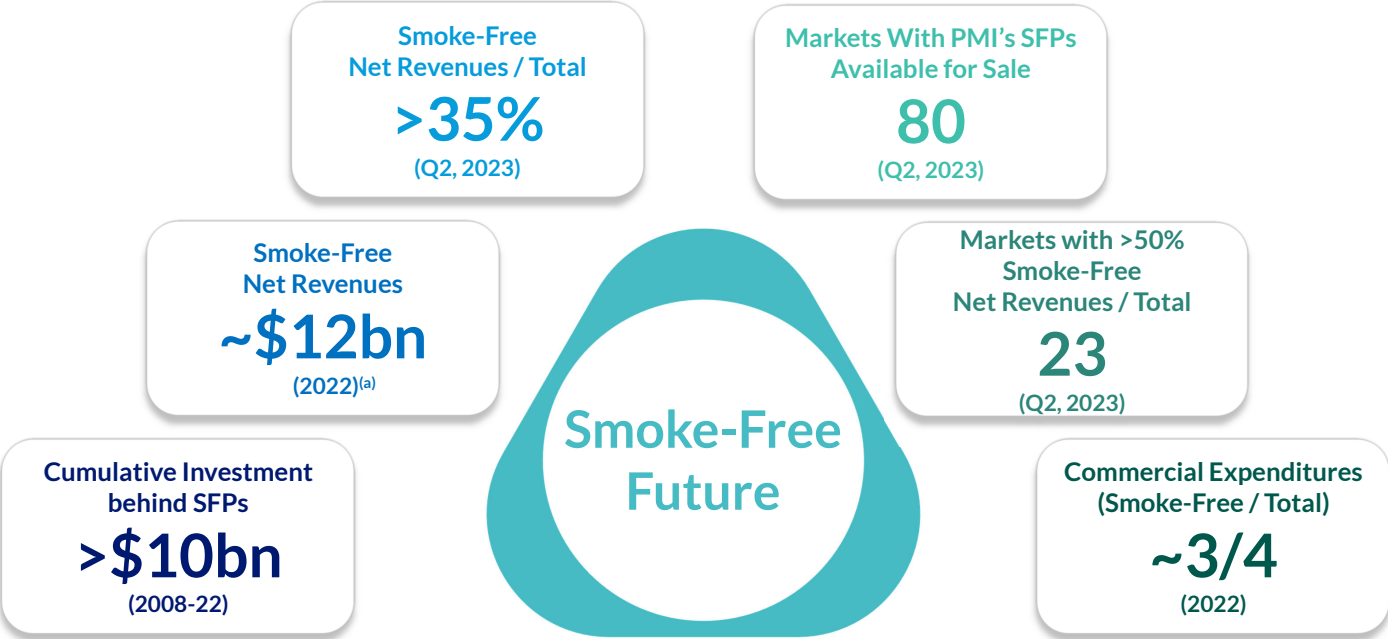 Smoke-Free
Net Revenues / Total
>35%
(Q2, 2023)
Markets With PMI’s SFPs
Available for Sale
80
(Q2, 2023)
Smoke-Free
Net Revenues
~$12bn
(2022)(a)
Markets with >50%
Smoke-Free
Net Revenues / Total
23
(Q2, 2023)
Smoke-Free
Future
Cumulative Investment
behind SFPs
>$10bn
(2008-22)
Commercial Expenditures
(Smoke-Free / Total)
~3/4
(2022)